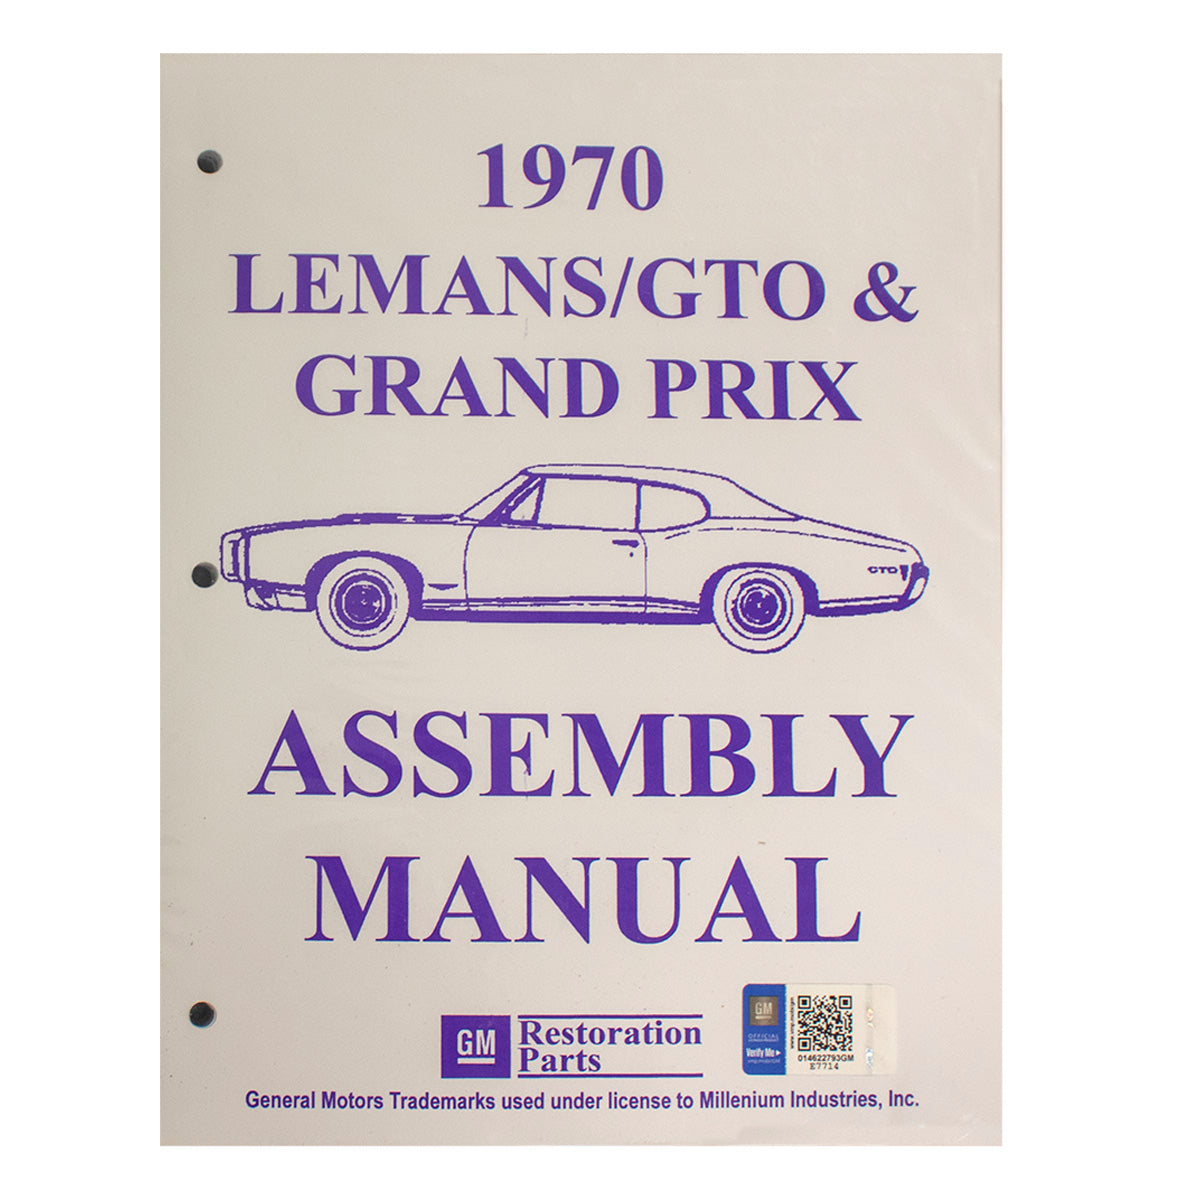 1970
LEMANS/GTO &
GRAND PRIX
GTO
ASSEMBLY
MANUAL
GM
Restoration
Parts
GM
OFFICIAL
Verify Me ▸
014622793GM
E7714
General Motors Trademarks used under license to Millenium Industries, Inc.